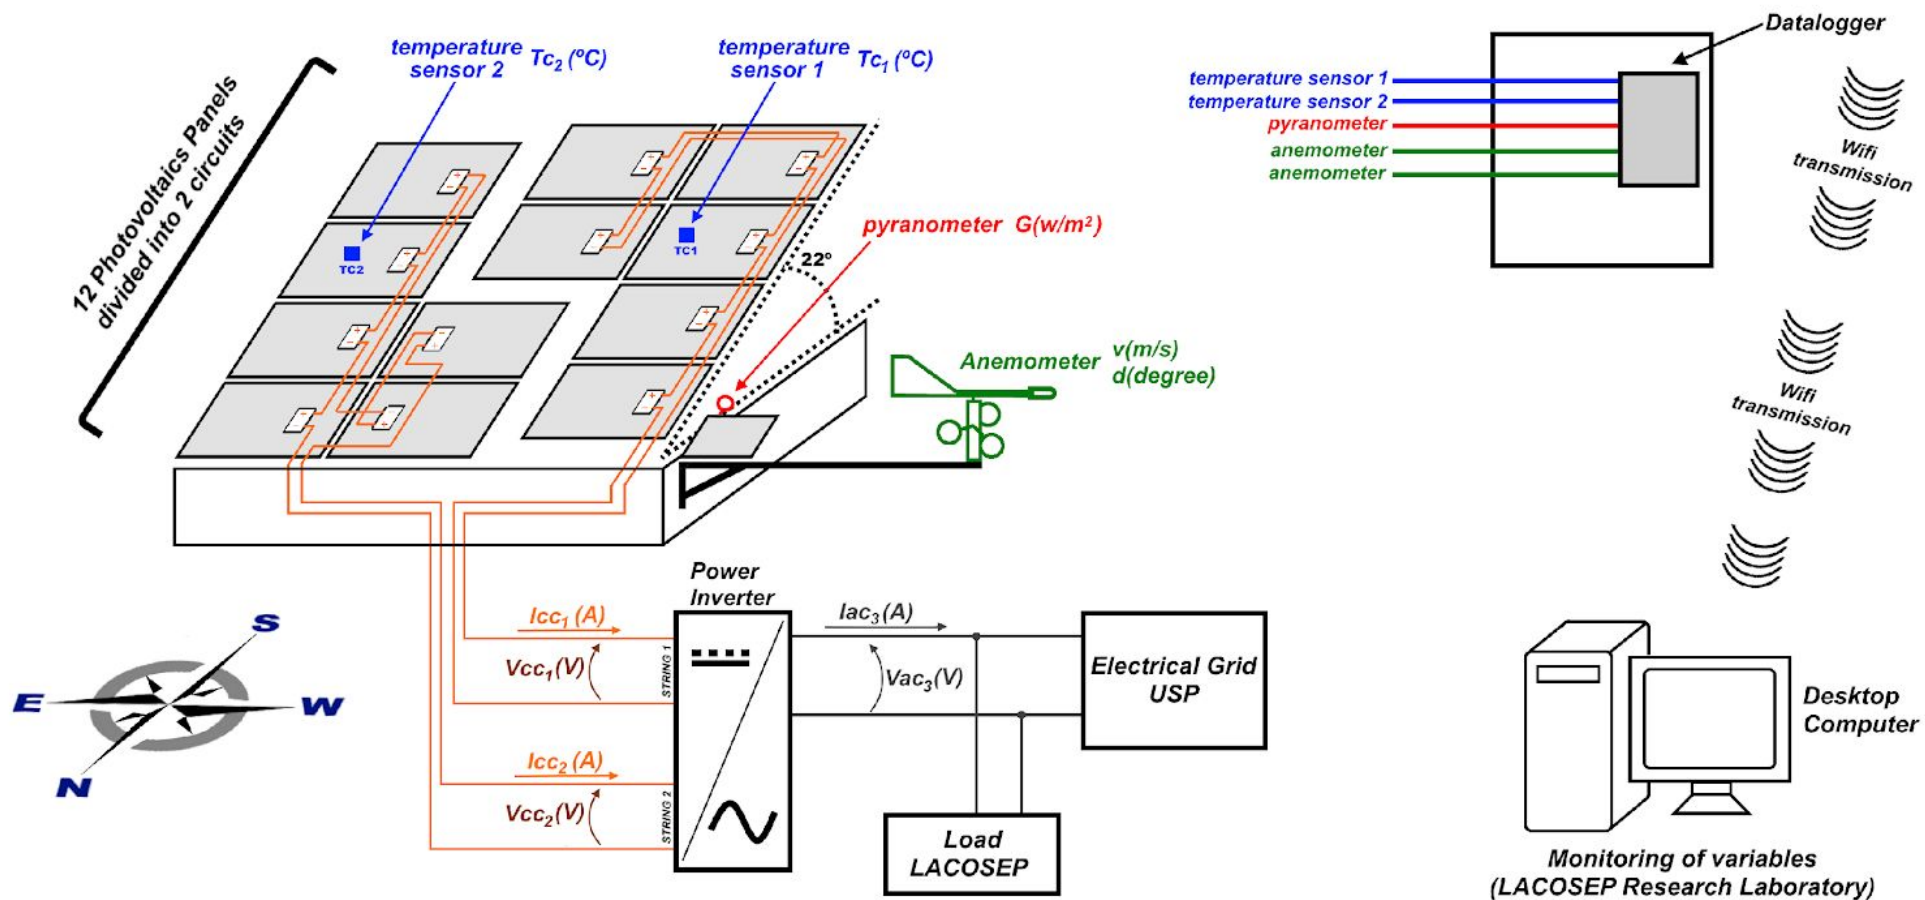 12 Photovoltaics Panels
divided into 2 circuits
temperature
sensor 2
Tc₂ (ºC)
temperature
sensor 1
Tc₁ (ºC)
TC2
TC1
+
-
pyranometer G(w/m²)
22º
Anemometer
v(m/s)
d(degree)
Datalogger
temperature sensor 1
temperature sensor 2
pyranometer
anemometer
anemometer
Wifi
transmission
Wifi
transmission
S
E
W
N
Power
Inverter
Icc₁ (A)
Vcc₁(V)
STRING 1
Icc₂ (A)
Vcc₂(V)
STRING 2
Iac₃(A)
Vac₃(V)
Electrical Grid
USP
Load
LACOSEP
Desktop
Computer
Monitoring of variables
(LACOSEP Research Laboratory)